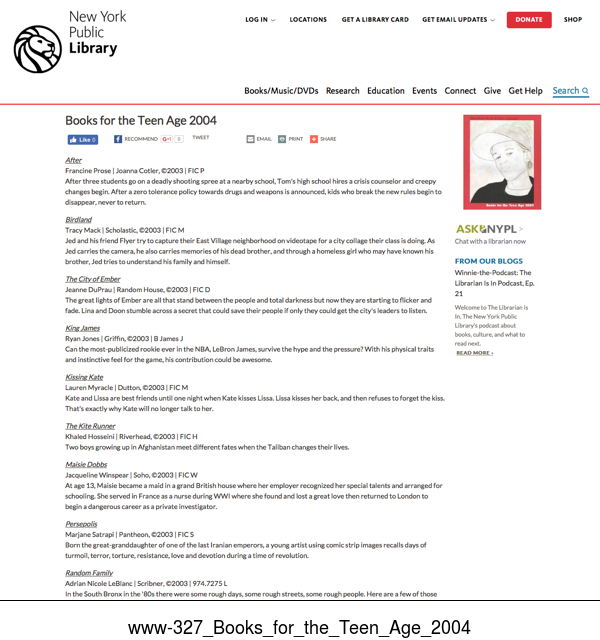 New York
Public
Library
LOG IN
LOCATIONS
GET A LIBRARY CARD
GET EMAIL UPDATES
DONATE
SHOP
Books/Music/DVDs Research Education Events Connect Give Get Help Search
Books for the Teen Age 2004
Like 0
RECOMMEND
G+1 0
TWEET
EMAIL
PRINT
SHARE
After
Francine Prose | Joanna Cotler, ©2003 | FIC P
After three students go on a deadly shooting spree at a nearby school, Tom's high school hires a crisis counselor and creepy
changes begin. After a zero tolerance policy towards drugs and weapons is announced, kids who break the new rules begin to
disappear, never to return.
Birdland
Tracy Mack | Scholastic, ©2003 | FIC M
Jed and his friend Flyer try to capture their East Village neighborhood on videotape for a city collage their class is doing. As
Jed carries the camera, he also carries memories of his dead brother, and through a homeless girl who may have known his
brother, Jed tries to understand his family and himself.
The City of Ember
Jeanne DuPrau | Random House, ©2003 | FIC D
The great lights of Ember are all that stand between the people and total darkness but now they are starting to flicker and
fade. Lina and Doon stumble across a secret that could save their people if only they could get the city's leaders to listen.
King James
Ryan Jones | Griffin, ©2003 | B James J
Can the most-publicized rookie ever in the NBA, LeBron James, survive the hype and the pressure? With his physical traits
and instinctive feel for the game, his contribution could be awesome.
Kissing Kate
Lauren Myracle | Dutton, ©2003 | FIC M
Kate and Lissa are best friends until one night when Kate kisses Lissa. Lissa kisses her back, and then refuses to forget the kiss.
That's exactly why Kate will no longer talk to her.
The Kite Runner
Khaled Hosseini | Riverhead, ©2003 | FIC H
Two boys growing up in Afghanistan meet different fates when the Taliban changes their lives.
Maisie Dobbs
Jacqueline Winspear | Soho, ©2003 | FIC W
At age 13, Maisie became a maid in a grand British house where her employer recognized her special talents and arranged for
schooling. She served in France as a nurse during WWI where she found and lost a great love then returned to London to
begin a dangerous career as a private investigator.
Persepolis
Marjane Satrapi | Pantheon, ©2003 | FIC S
Born the great-granddaughter of one of the last Iranian emperors, a young artist using comic strip images recalls days of
turmoil, terror, torture, resistance, love and devotion during a time of revolution.
Random Family
Adrian Nicole LeBlanc | Scribner, ©2003 | 974.7275 L
In the South Bronx in the '80s there were some rough days, some rough streets, some rough people. Here are a few of those
Books for the Teen Age 2004
ASK NYPL >
Chat with a librarian now
FROM OUR BLOGS
Winnie-the-Podcast: The
Librarian Is In Podcast, Ep.
21
Welcome to The Librarian Is
In, The New York Public
Library's podcast about
books, culture, and what to
read next.
READ MORE ›
www-327_Books_for_the_Teen_Age_2004